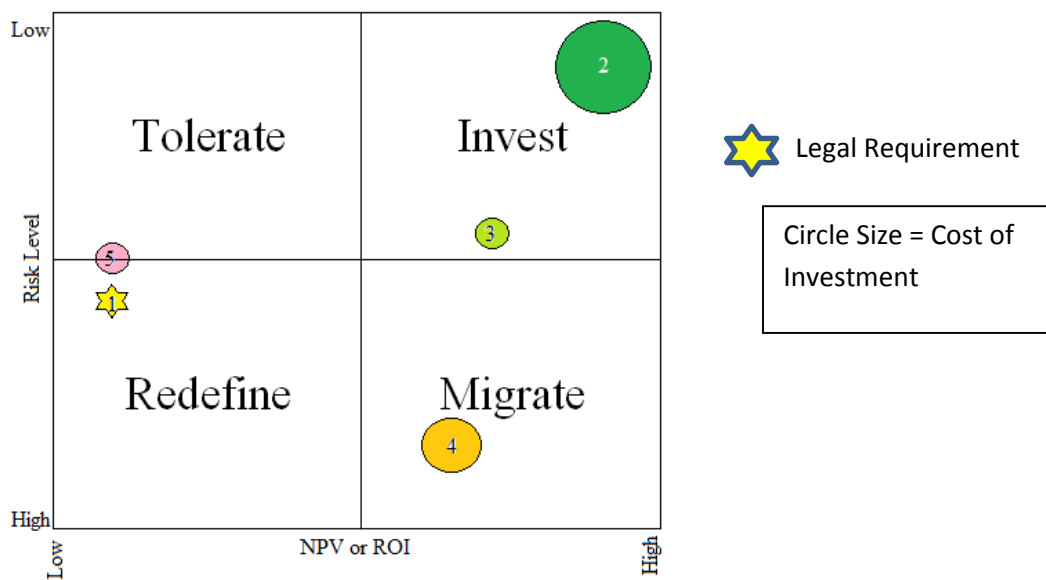 Low
2
Tolerate
Invest
Legal Requirement
Circle Size = Cost of
Investment
Risk Level
3
5
1
Redefine
Migrate
4
High
Low
NPV or ROI
High